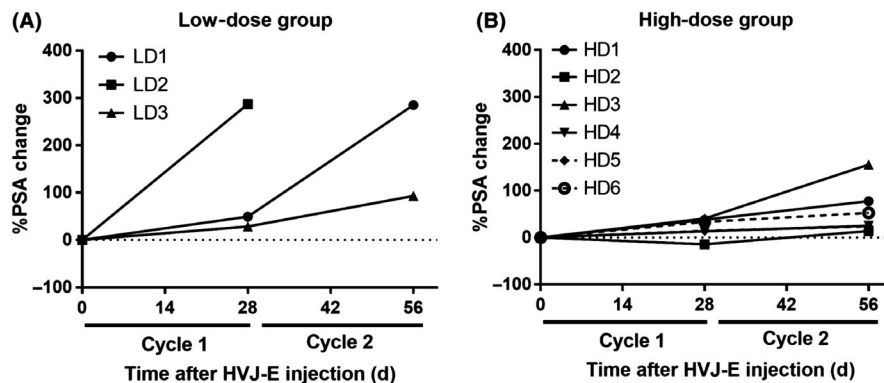 (A)
Low-dose group
400
300
200
100
0
–100
%PSA change
LD1
LD2
LD3
0 14 28 42 56
Cycle 1 Cycle 2
Time after HVJ-E injection (d)
(B)
High-dose group
400
300
200
100
0
–100
%PSA change
HD1
HD2
HD3
HD4
HD5
HD6
0 14 28 42 56
Cycle 1 Cycle 2
Time after HVJ-E injection (d)